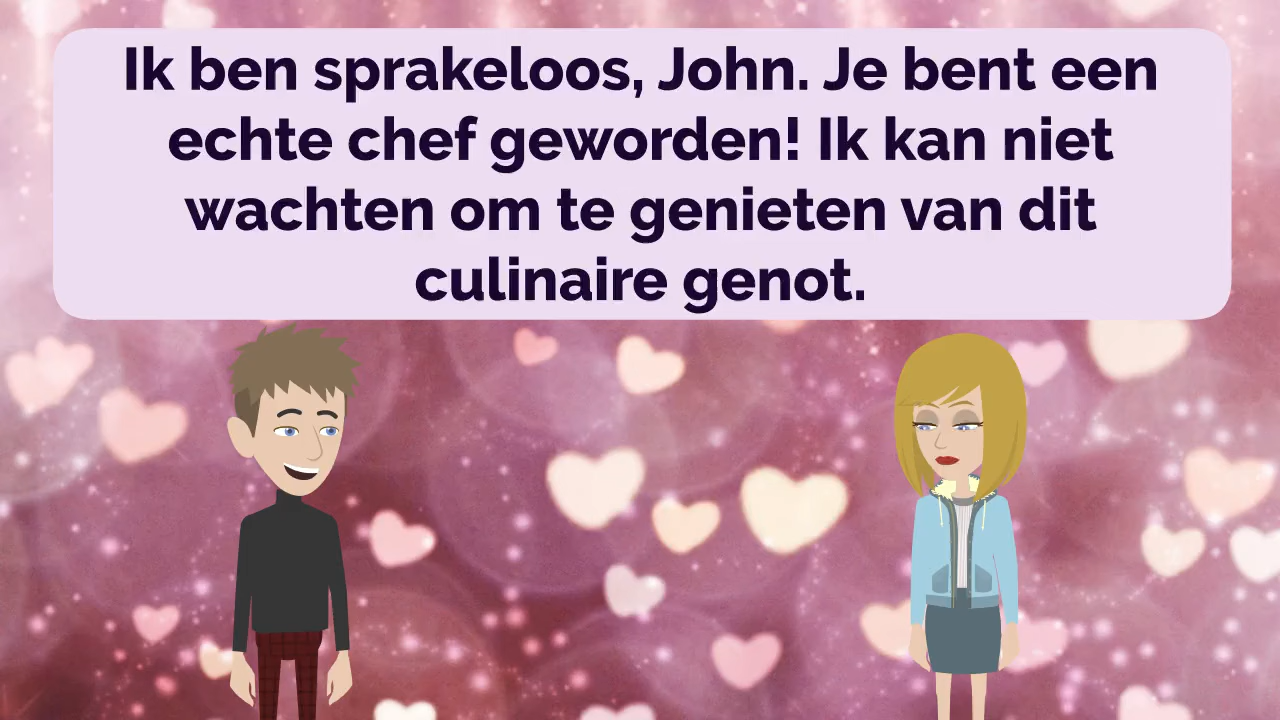 Ik ben sprakeloos, John. Je bent een
echte chef geworden! Ik kan niet
wachten om te genieten van dit
culinaire genot.